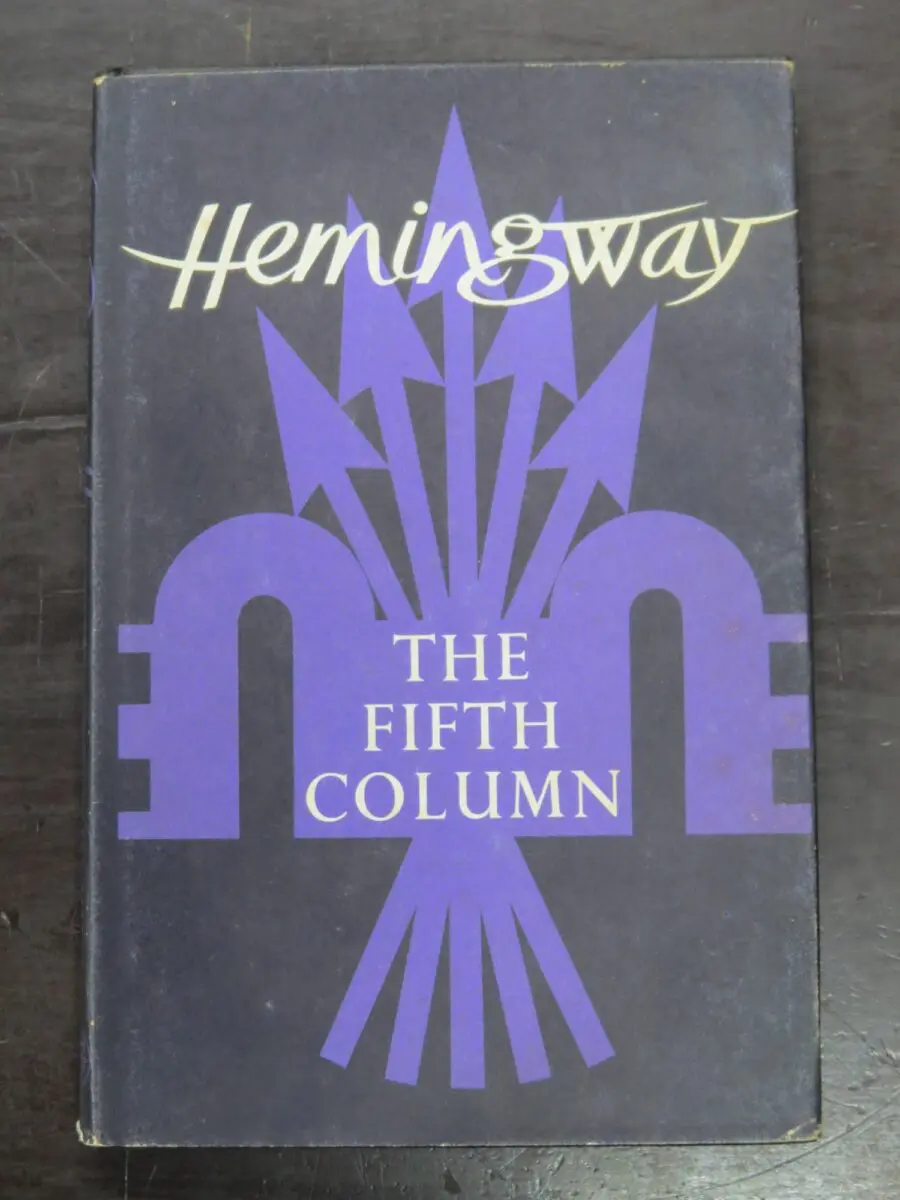 Hemingway
THE
FIFTH
COLUMN